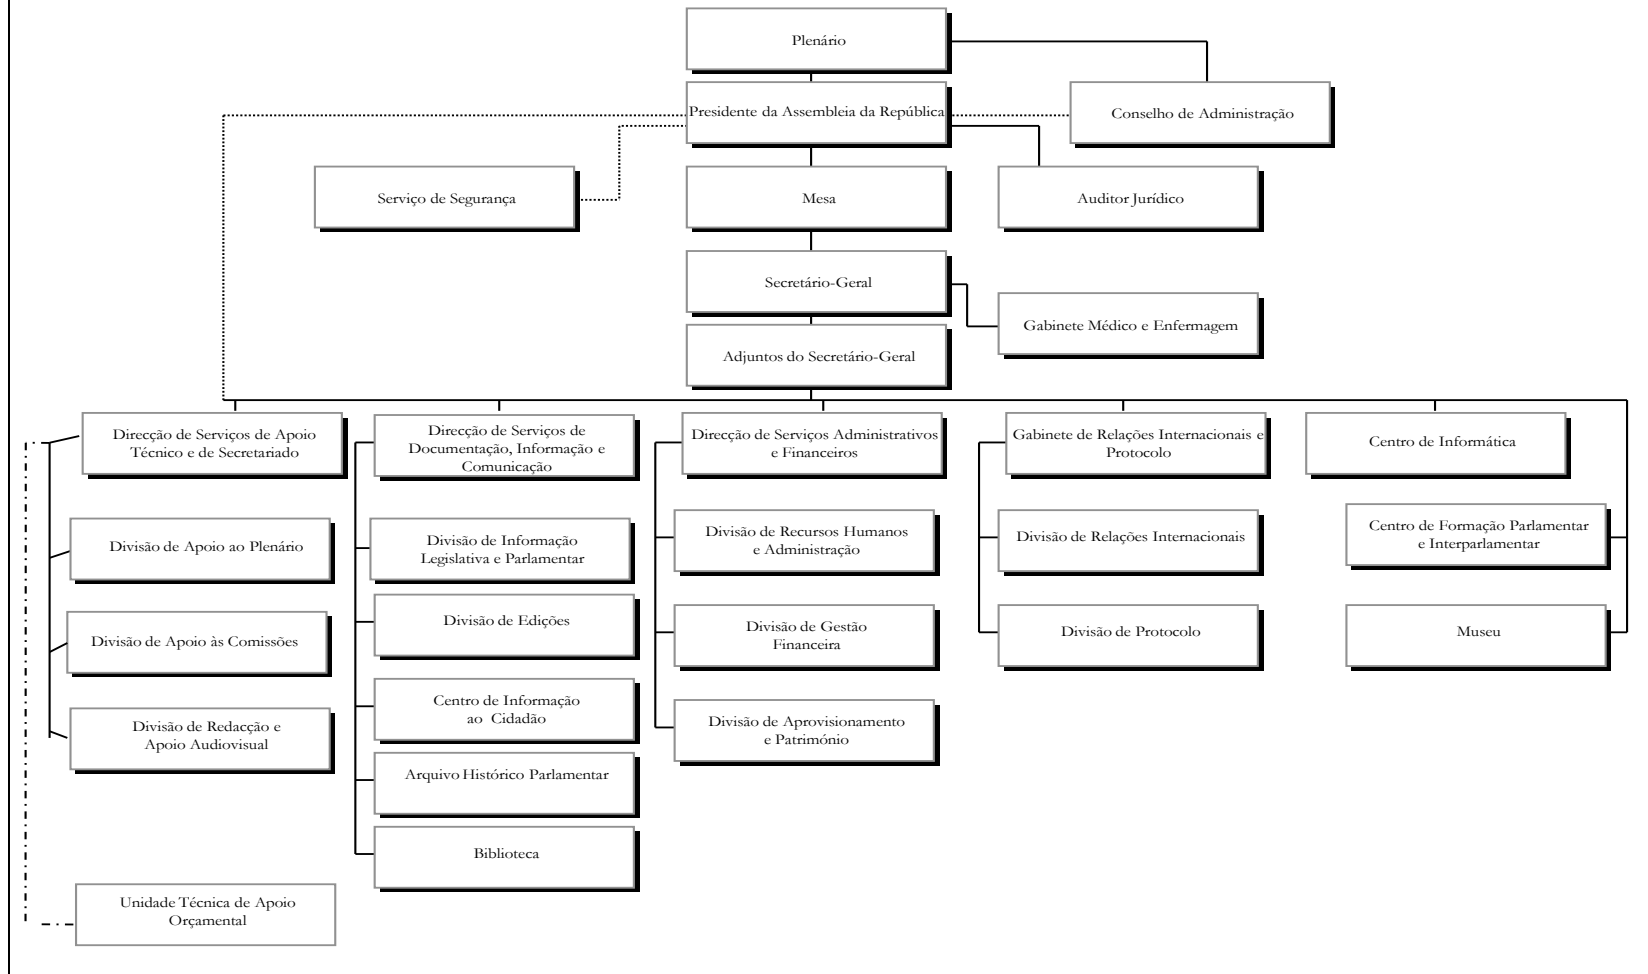 Plenário
Presidente da Assembleia da República
Conselho de Administração
Serviço de Segurança
Mesa
Auditor Jurídico
Secretário-Geral
Gabinete Médico e Enfermagem
Adjuntos do Secretário-Geral
Direcção de Serviços de Apoio
Técnico e de Secretariado
Direcção de Serviços de
Documentação, Informação e
Comunicação
Direcção de Serviços Administrativos
e Financeiros
Gabinete de Relações Internacionais e
Protocolo
Centro de Informática
Divisão de Apoio ao Plenário
Divisão de Informação
Legislativa e Parlamentar
Divisão de Recursos Humanos
e Administração
Divisão de Relações Internacionais
Centro de Formação Parlamentar
e Interparlamentar
Divisão de Apoio às Comissões
Divisão de Edições
Divisão de Gestão
Financeira
Divisão de Protocolo
Museu
Divisão de Redacção e
Apoio Audiovisual
Centro de Informação
ao Cidadão
Divisão de Aprovisionamento
e Património
Arquivo Histórico Parlamentar
Biblioteca
Unidade Técnica de Apoio
Orçamental